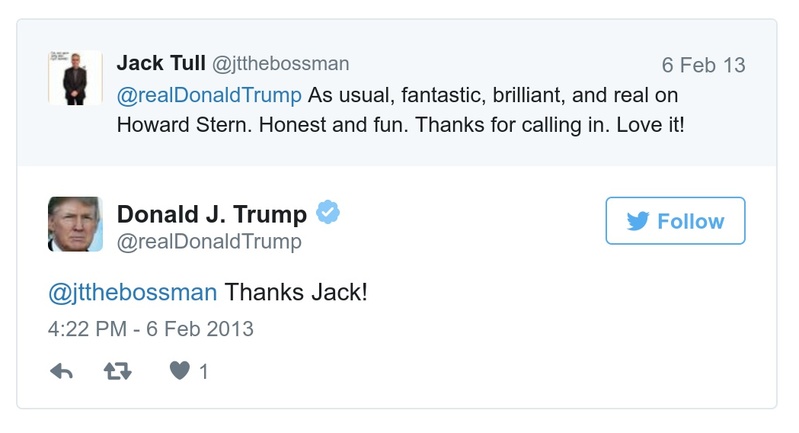 Jack Tull @jtthebossman 6 Feb 13
@realDonaldTrump As usual, fantastic, brilliant, and real on
Howard Stern. Honest and fun. Thanks for calling in. Love it!
Donald J. Trump
@realDonaldTrump
Follow
@jtthebossman Thanks Jack!
4:22 PM - 6 Feb 2013
1